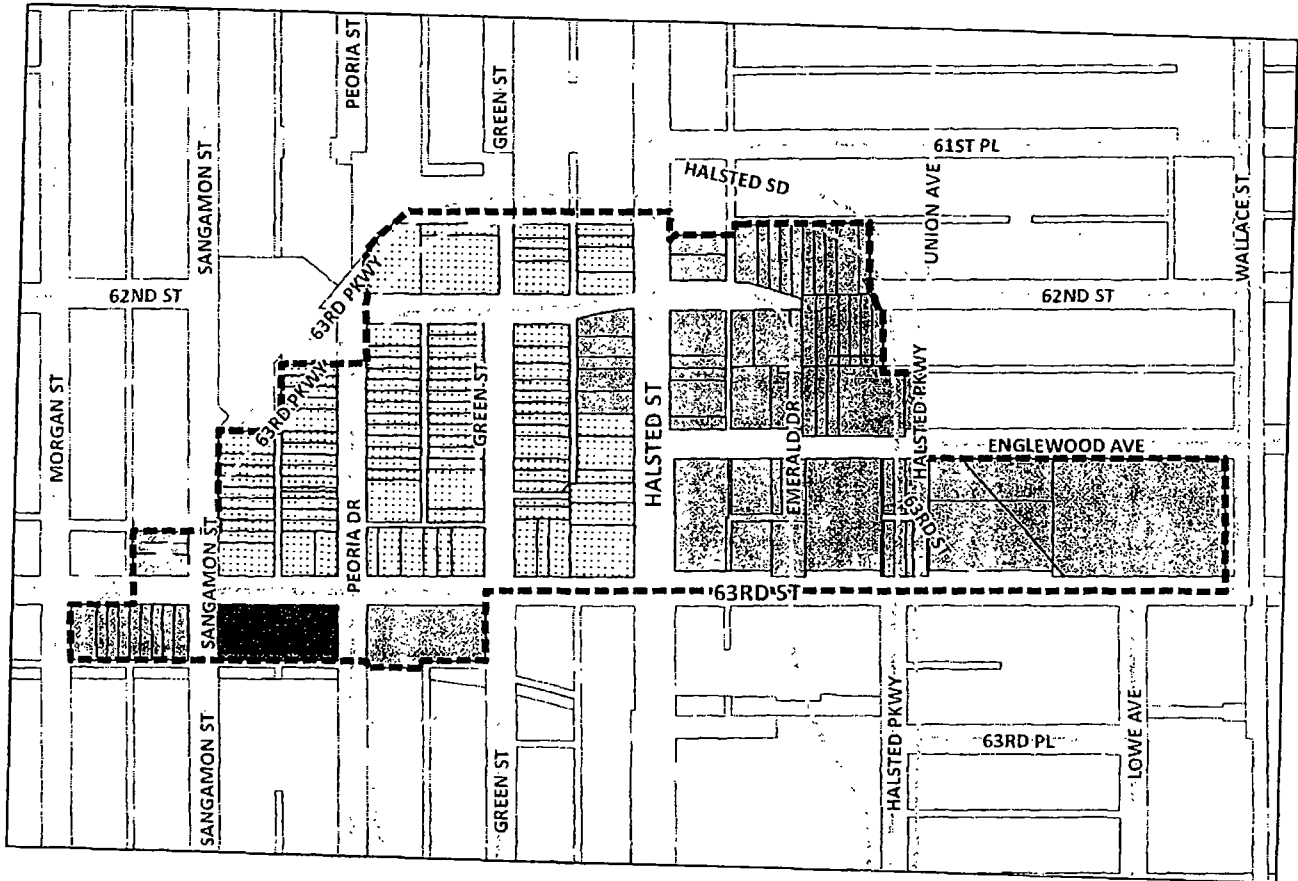 PEORIA ST
GREEN ST
SANGAMON ST
61ST PL
HALSTED SD
UNION AVE
WALLACE ST
62ND ST
63RD PKWY
62ND ST
MORGAN ST
63RD PKWY
GREEN ST
HALSTED ST
EMERALD DR
HALSTED PKWY
ENGLEWOOD AVE
63RD ST
SANGAMON ST
PEORIA DR
63RD ST
SANGAMON ST
GREEN ST
HALSTED PKWY
63RD PL
LOWE AVE